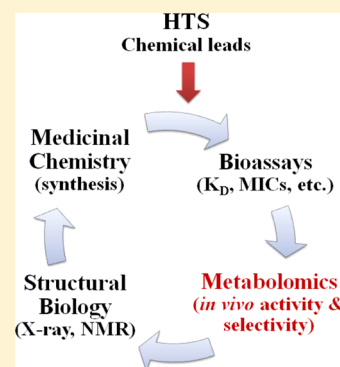 HTS
Chemical leads
Medicinal
Chemistry
(synthesis)
Bioassays
(KD, MICs, etc.)
Structural
Biology
(X-ray, NMR)
Metabolomics
(in vivo activity &
selectivity)